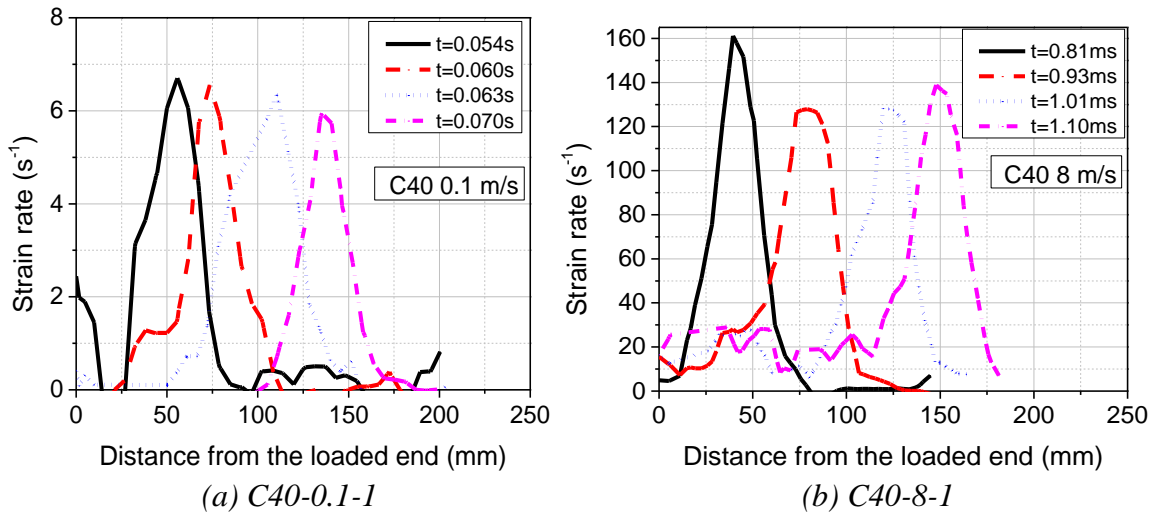 8
6
4
2
0
0 50 100 150 200 250
Strain rate (s-1)
Distance from the loaded end (mm)
t=0.054s
t=0.060s
t=0.063s
t=0.070s
C40 0.1 m/s
(a) C40-0.1-1
160
140
120
100
80
60
40
20
0
0 50 100 150 200 250
Strain rate (s-1)
Distance from the loaded end (mm)
t=0.81ms
t=0.93ms
t=1.01ms
t=1.10ms
C40 8 m/s
(b) C40-8-1